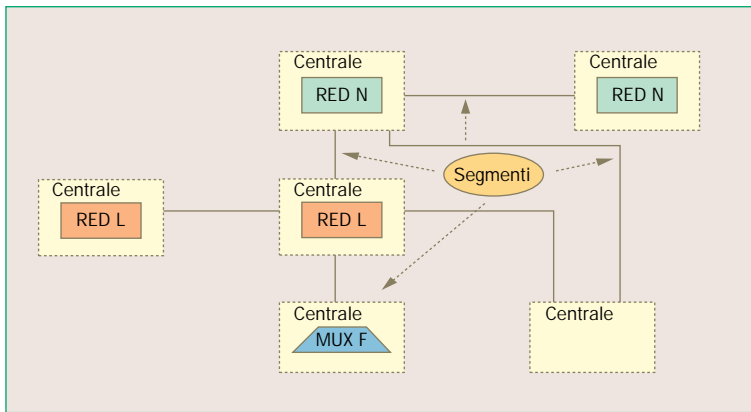 Centrale
RED N
Centrale
RED N
Segmenti
Centrale
RED L
Centrale
RED L
Centrale
MUX F
Centrale